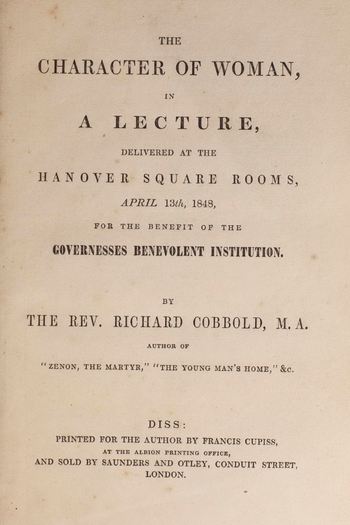 THE
CHARACTER OF WOMAN,
IN
A LECTURE,
DELIVERED AT THE
HANOVER SQUARE ROOMS,
APRIL 13th, 1848,
FOR THE BENEFIT OF THE
GOVERNESSES BENEVOLENT INSTITUTION.
BY
THE REV. RICHARD COBBOLD, M.A.
AUTHOR OF
"ZENON, THE MARTYR," "THE YOUNG MAN'S HOME," &c.
DISS:
PRINTED FOR THE AUTHOR BY FRANCIS CUPISS,
AT THE ALBION PRINTING OFFICE,
AND SOLD BY SAUNDERS AND OTLEY, CONDUIT STREET,
LONDON.